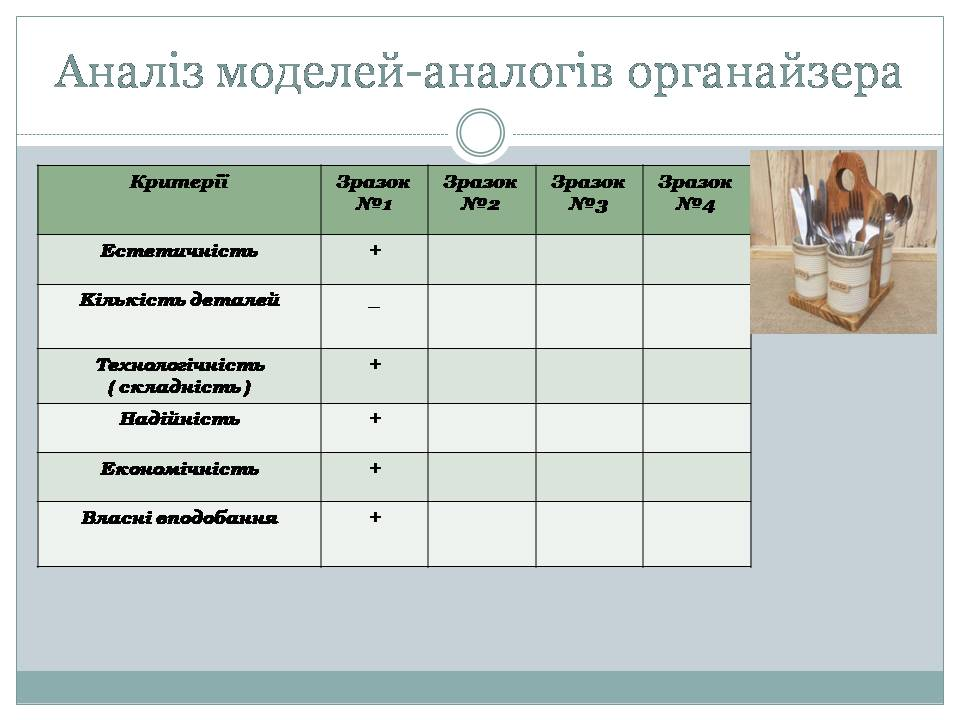 Аналіз моделей-аналогів органайзера
Критерії
Зразок
№1
Зразок
№2
Зразок
№3
Зразок
№4
Естетичність +
Кількість деталей _
Технологічність
( складність ) +
Надійність +
Економічність +
Власні вподобання +